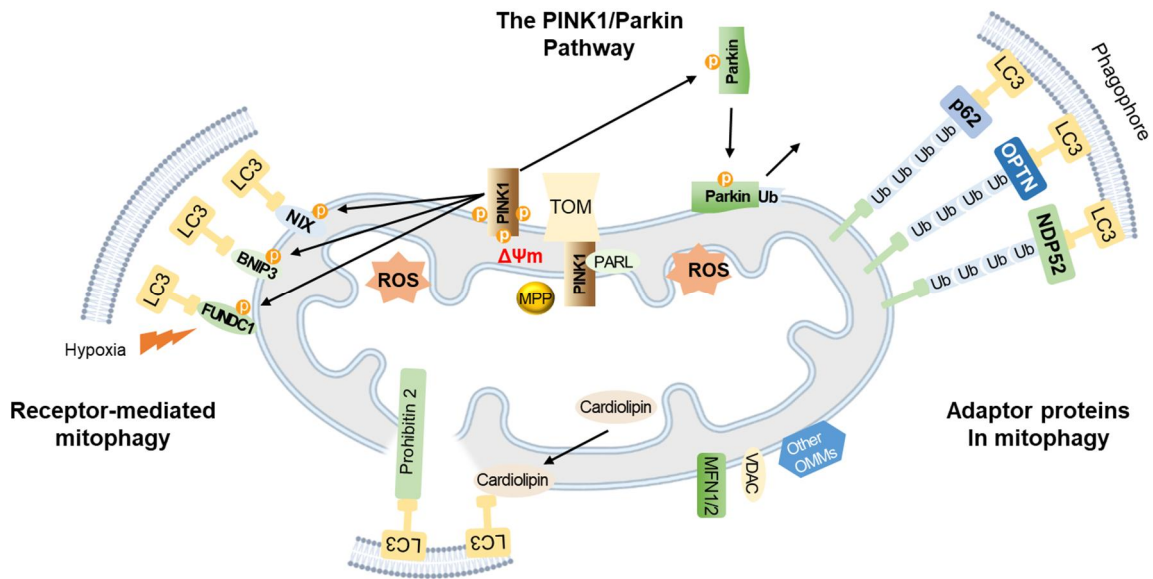 The PINK1/Parkin
Pathway
P
Parkin
LC3
Phagophore
p62
Ub Ub Ub Ub
LC3
OPTN
Ub Ub Ub Ub
LC3
NDP52
Ub Ub Ub Ub
P
Parkin Ub
LC3
NIX
P
LC3
BNIP3
P
LC3
FUNDC1
P
Hypoxia
PINK1
P
P
P
ΔΨm
TOM
PINK1
PARL
MPP
ROS
ROS
Receptor-mediated
mitophagy
Adaptor proteins
In mitophagy
Prohibitin 2
LC3
Cardiolipin
Cardiolipin
LC3
MFN1/2
VDAC
Other
OMMs